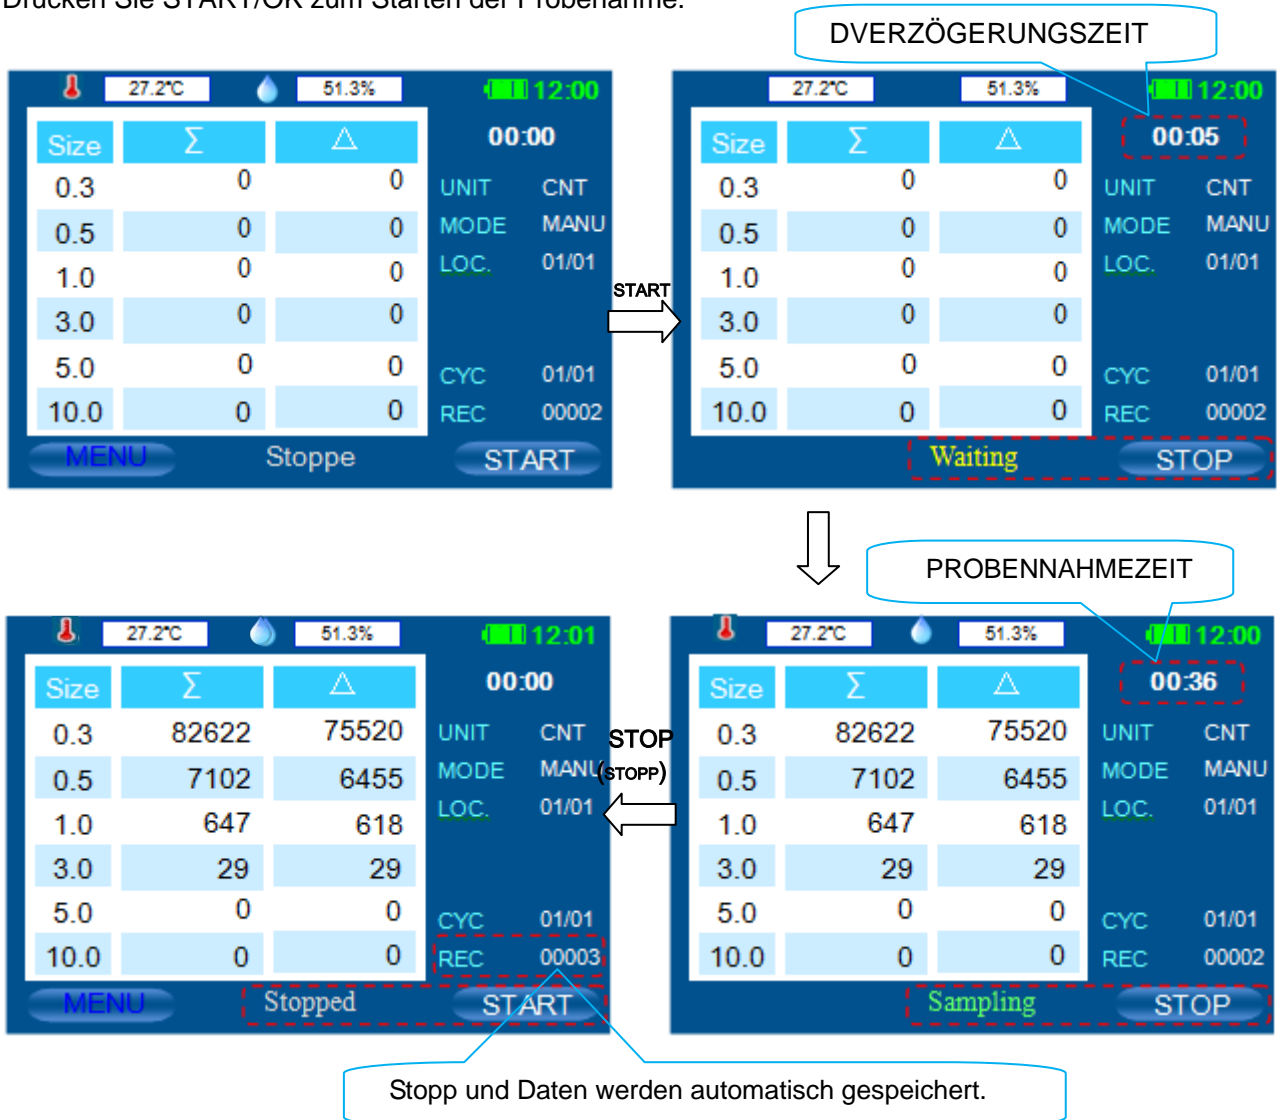 Drücken Sie START/OK zum Starten der Probenahme.
DVERZÖGERUNGSZEIT
27.2°C 51.3% 12:00
Size Σ △ 00:00
0.3 0 0 UNIT CNT
0.5 0 0 MODE MANU
1.0 0 0 LOC. 01/01
3.0 0 0
5.0 0 0 CYC 01/01
10.0 0 0 REC 00002
MENU Stoppe START
START
27.2°C 51.3% 12:00
Size Σ △ 00:05
0.3 0 0 UNIT CNT
0.5 0 0 MODE MANU
1.0 0 0 LOC. 01/01
3.0 0 0
5.0 0 0 CYC 01/01
10.0 0 0 REC 00002
Waiting STOP
PROBENNAHMEZEIT
27.2°C 51.3% 12:01
Size Σ △ 00:00
0.3 82622 75520 UNIT CNT
0.5 7102 6455 MODE MANU
1.0 647 618 LOC. 01/01
3.0 29 29
5.0 0 0 CYC 01/01
10.0 0 0 REC 00003
MENU Stopped START
STOP
(STOPP)
27.2°C 51.3% 12:00
Size Σ △ 00:36
0.3 82622 75520 UNIT CNT
0.5 7102 6455 MODE MANU
1.0 647 618 LOC. 01/01
3.0 29 29
5.0 0 0 CYC 01/01
10.0 0 0 REC 00002
Sampling STOP
Stopp und Daten werden automatisch gespeichert.